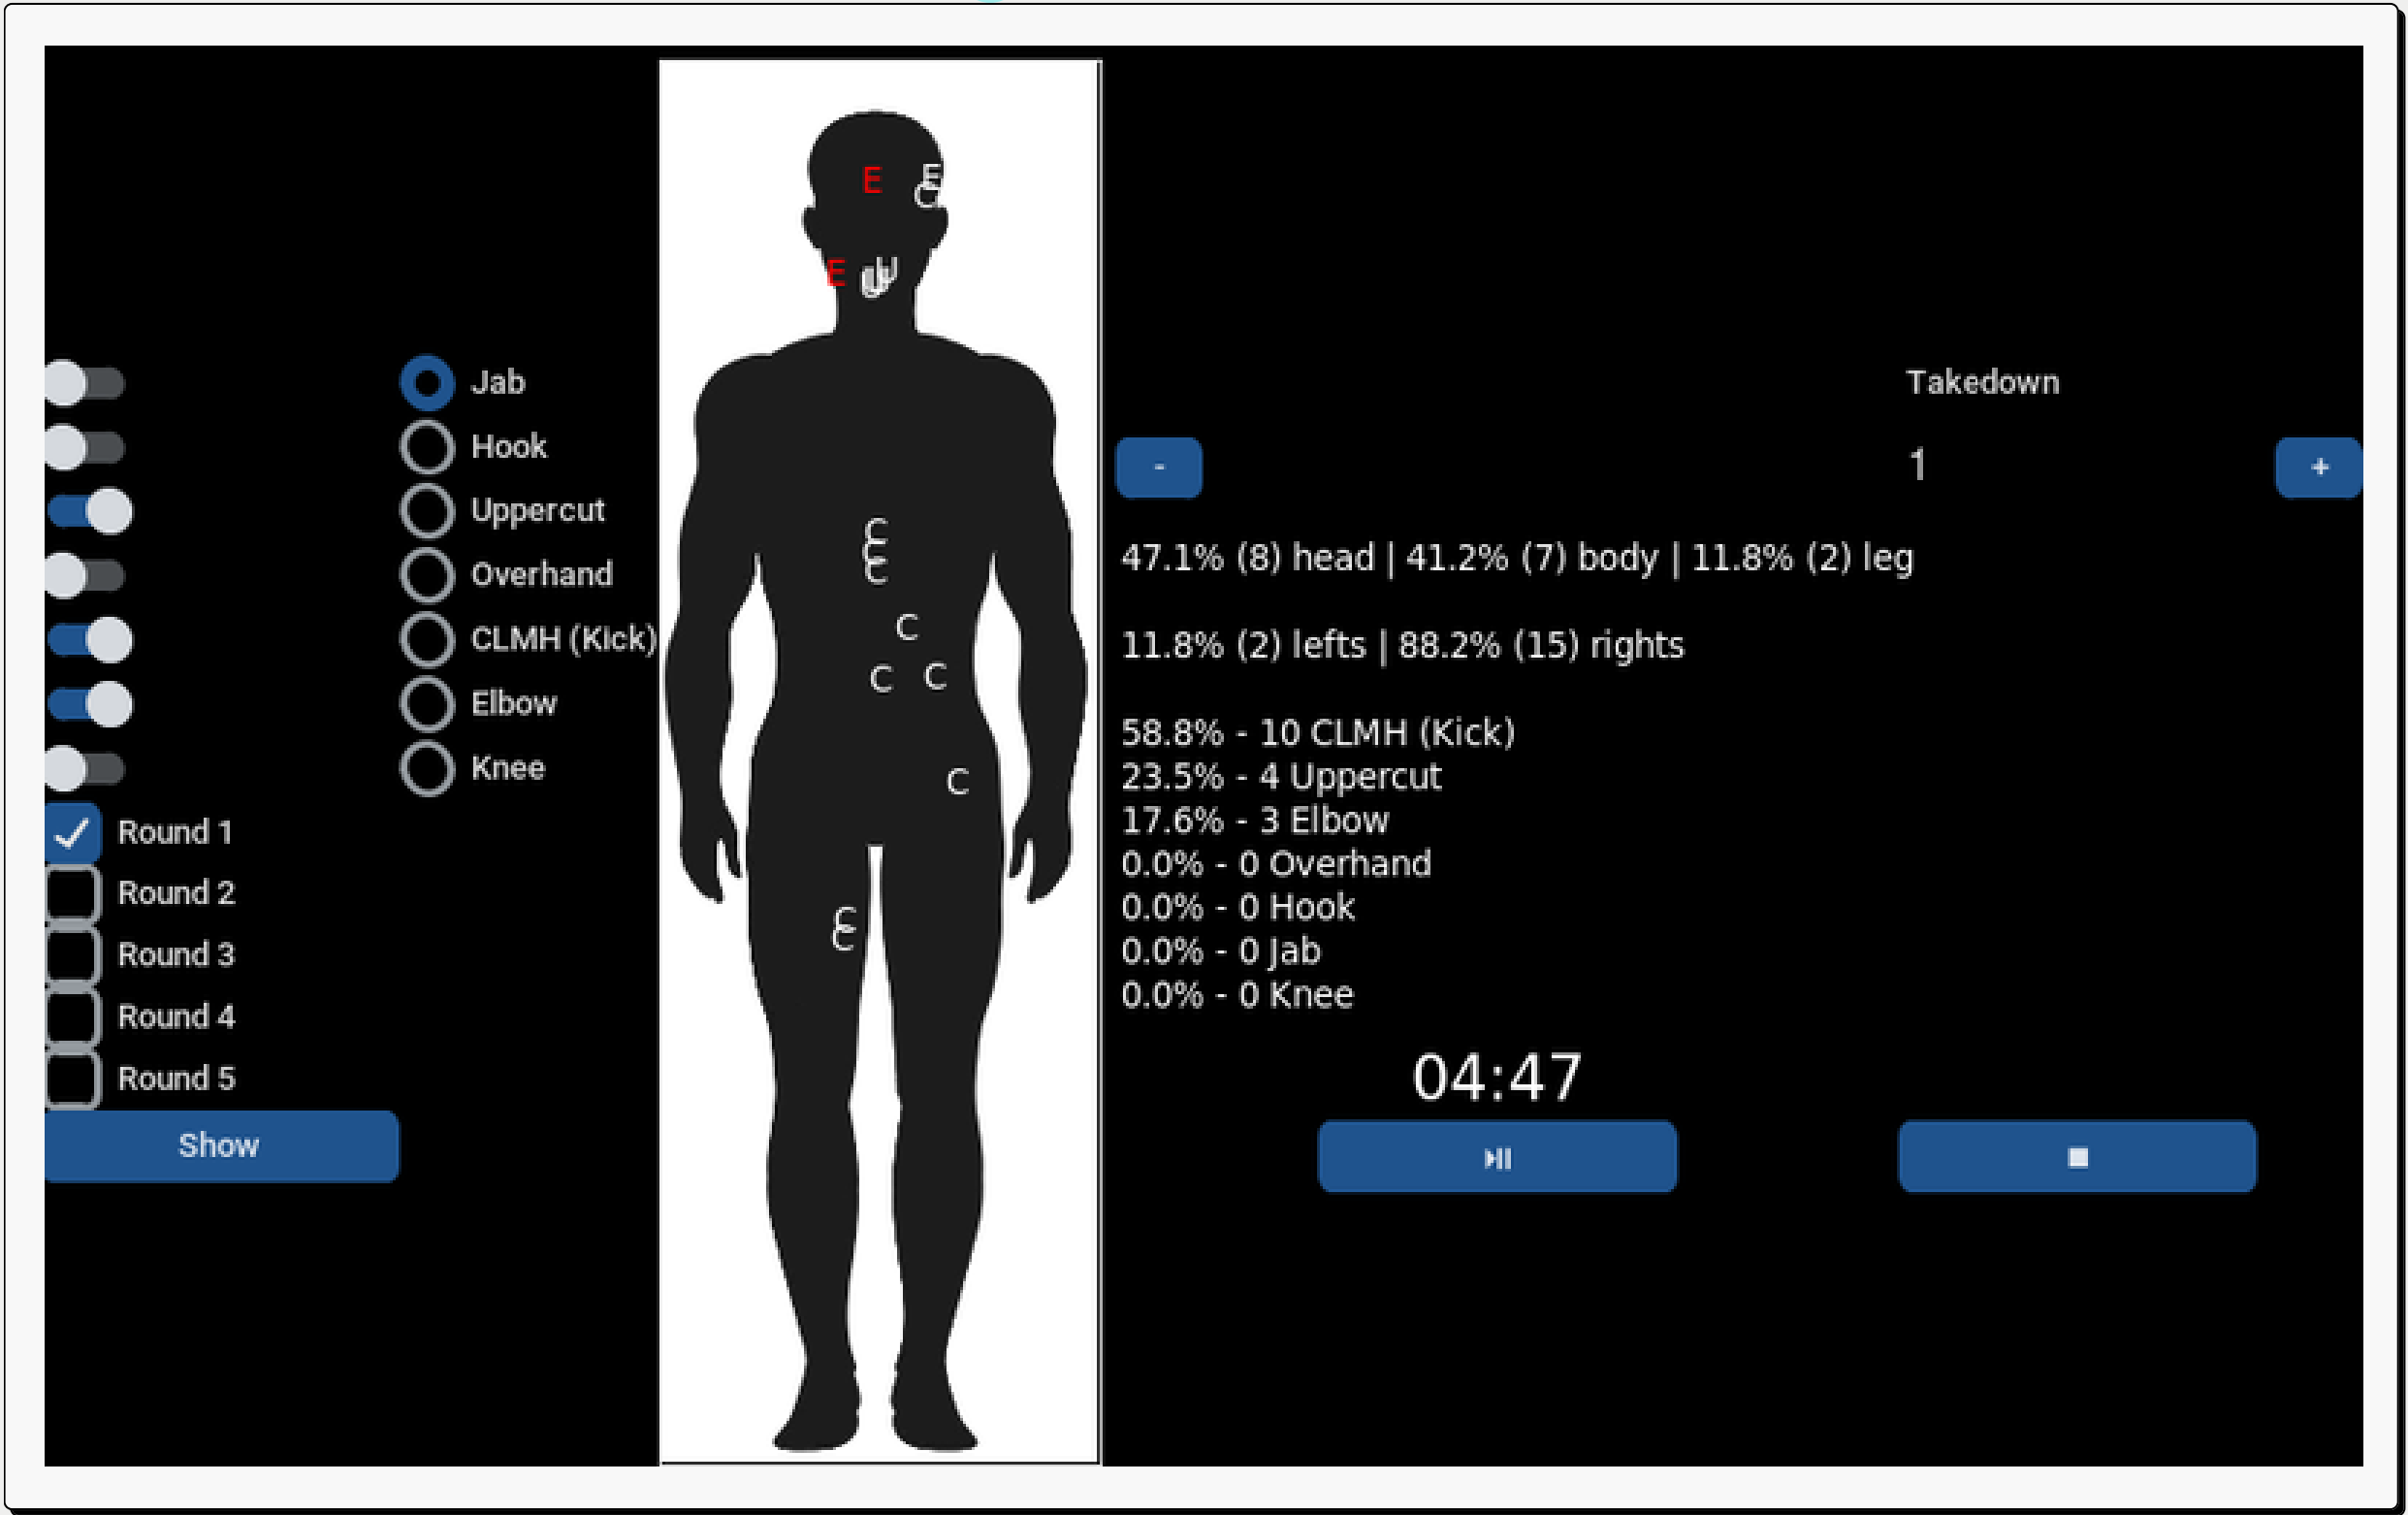 Jab
Hook
Uppercut
Overhand
CLMH (Kick)
Elbow
Knee
Round 1
Round 2
Round 3
Round 4
Round 5
Show
E
E
C
E
C
C
C
C
C
C
C
C
C
Takedown
-
1
+
47.1% (8) head | 41.2% (7) body | 11.8% (2) leg
11.8% (2) lefts | 88.2% (15) rights
58.8% - 10 CLMH (Kick)
23.5% - 4 Uppercut
17.6% - 3 Elbow
0.0% - 0 Overhand
0.0% - 0 Hook
0.0% - 0 Jab
0.0% - 0 Knee
04:47